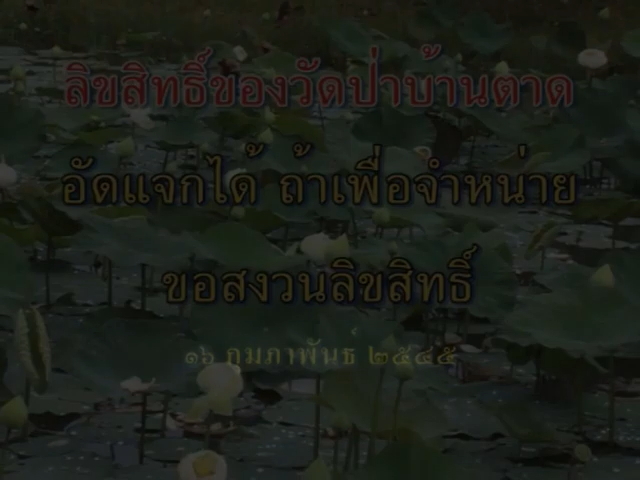 ลิขสิทธิ์ของวัดป่าบ้านตาด
อัดแจกได้ ถ้าเพื่อจำหน่าย
ขอสงวนลิขสิทธิ์
๑๖ กุมภาพันธ์ ๒๕๔๕